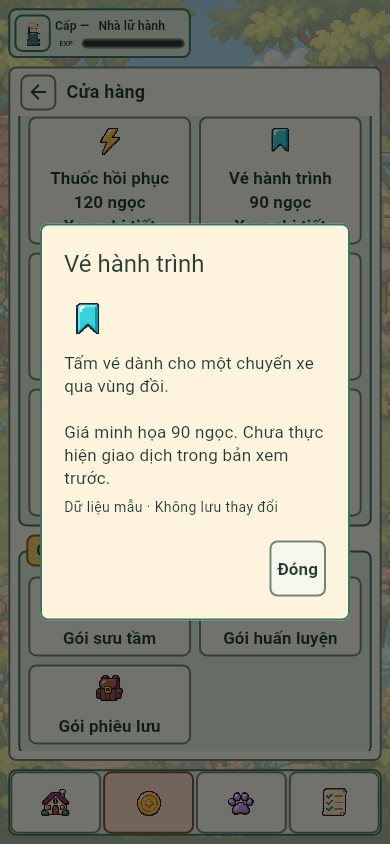 Cấp — Nhà lữ hành
EXP
Cửa hàng
Thuốc hồi phục
120 ngọc
Vé hành trình
90 ngọc
Vé hành trình
Tấm vé dành cho một chuyến xe
qua vùng đồi.
Giá minh họa 90 ngọc. Chưa thực
hiện giao dịch trong bản xem
trước.
Dữ liệu mẫu · Không lưu thay đổi
Đóng
Gói sưu tầm
Gói huấn luyện
Gói phiêu lưu